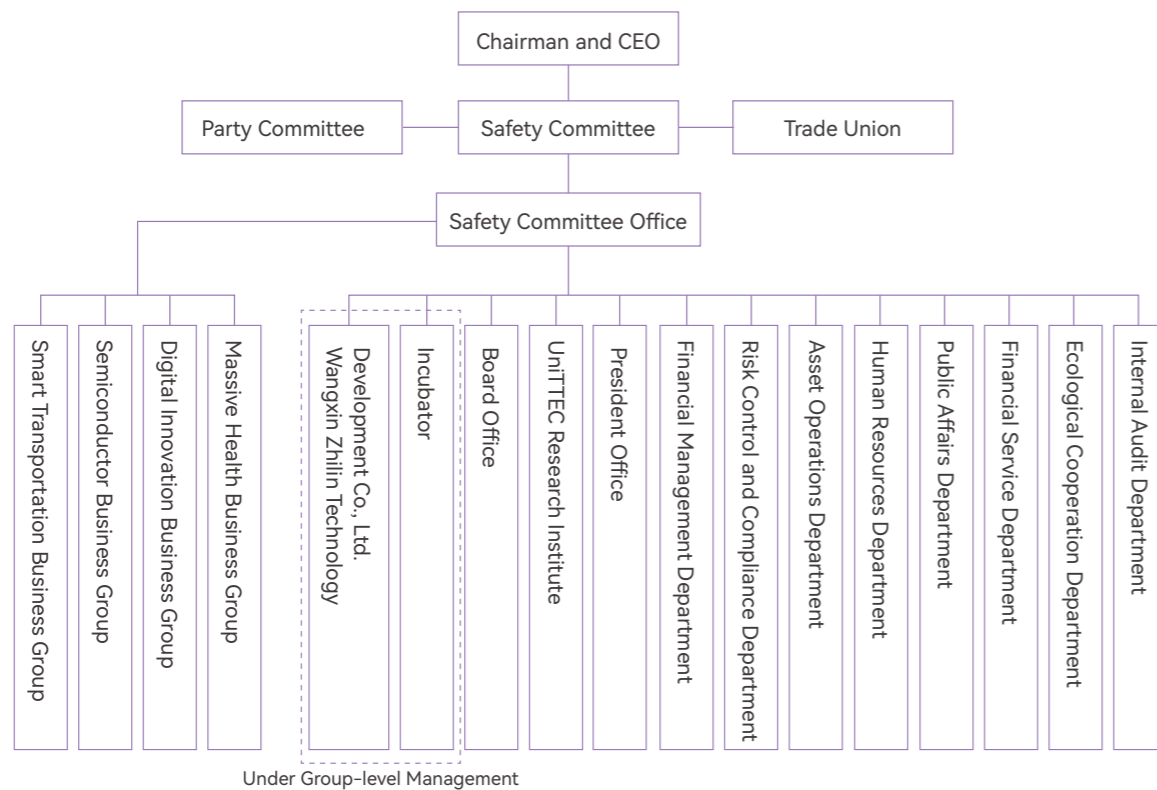 Chairman and CEO
Party Committee
Safety Committee
Trade Union
Safety Committee Office
Smart Transportation Business Group
Semiconductor Business Group
Digital Innovation Business Group
Massive Health Business Group
Development Co., Ltd.
Wangxin Zhilin Technology
Incubator
Board Office
UniTTEC Research Institute
President Office
Financial Management Department
Risk Control and Compliance Department
Asset Operations Department
Human Resources Department
Public Affairs Department
Financial Service Department
Ecological Cooperation Department
Internal Audit Department
Under Group-level Management